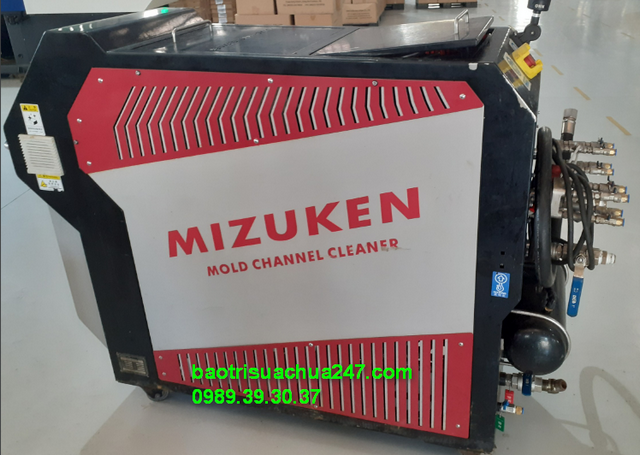 MIZUKEN
MOLD CHANNEL CLEANER
baotrisuachua247.com
0989.39.30.37